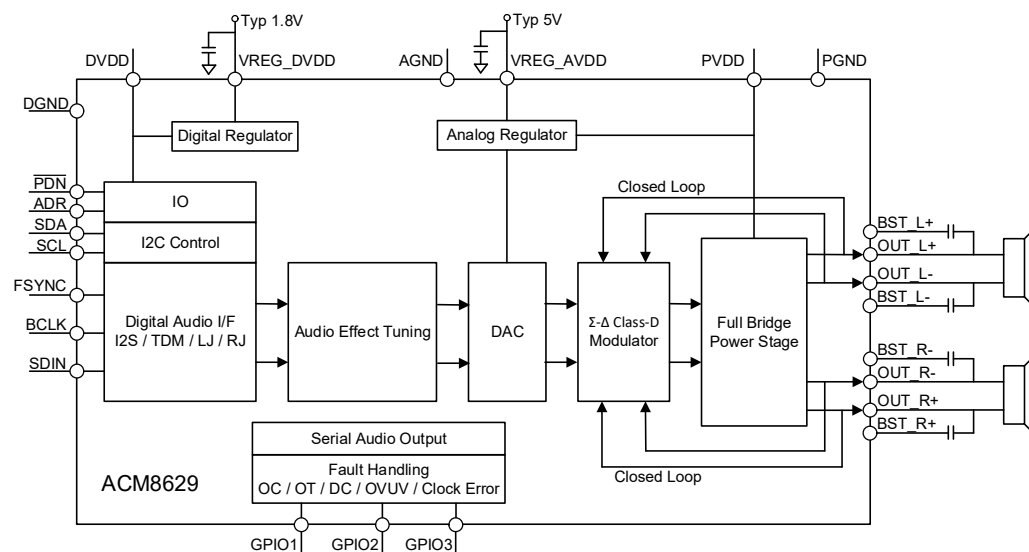 Typ 1.8V
Typ 5V
DVDD
VREG_DVDD
AGND
VREG_AVDD
PVDD
PGND
DGND
Digital Regulator
Analog Regulator
PDN
ADR
SDA
SCL
FSYNC
BCLK
SDIN
IO
I2C Control
Digital Audio I/F
I2S / TDM / LJ / RJ
Audio Effect Tuning
DAC
Closed Loop
Σ-Δ Class-D
Modulator
Full Bridge
Power Stage
Closed Loop
BST_L+
OUT_L+
OUT_L-
BST_L-
BST_R-
OUT_R-
OUT_R+
BST_R+
Serial Audio Output
Fault Handling
OC / OT / DC / OVUV / Clock Error
ACM8629
GPIO1
GPIO2
GPIO3